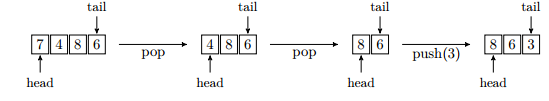 tail tail tail tail
7 4 8 6 pop 4 8 6 pop 8 6 push(3) 8 6 3
head head head head